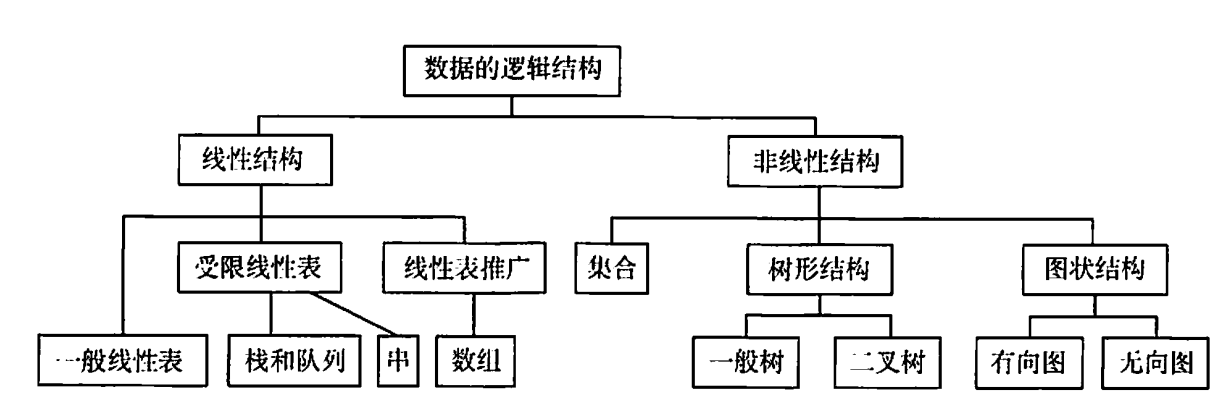 数据的逻辑结构
线性结构
非线性结构
受限线性表
线性表推广
集合
树形结构
图状结构
一般线性表
栈和队列
串
数组
一般树
二叉树
有向图
无向图